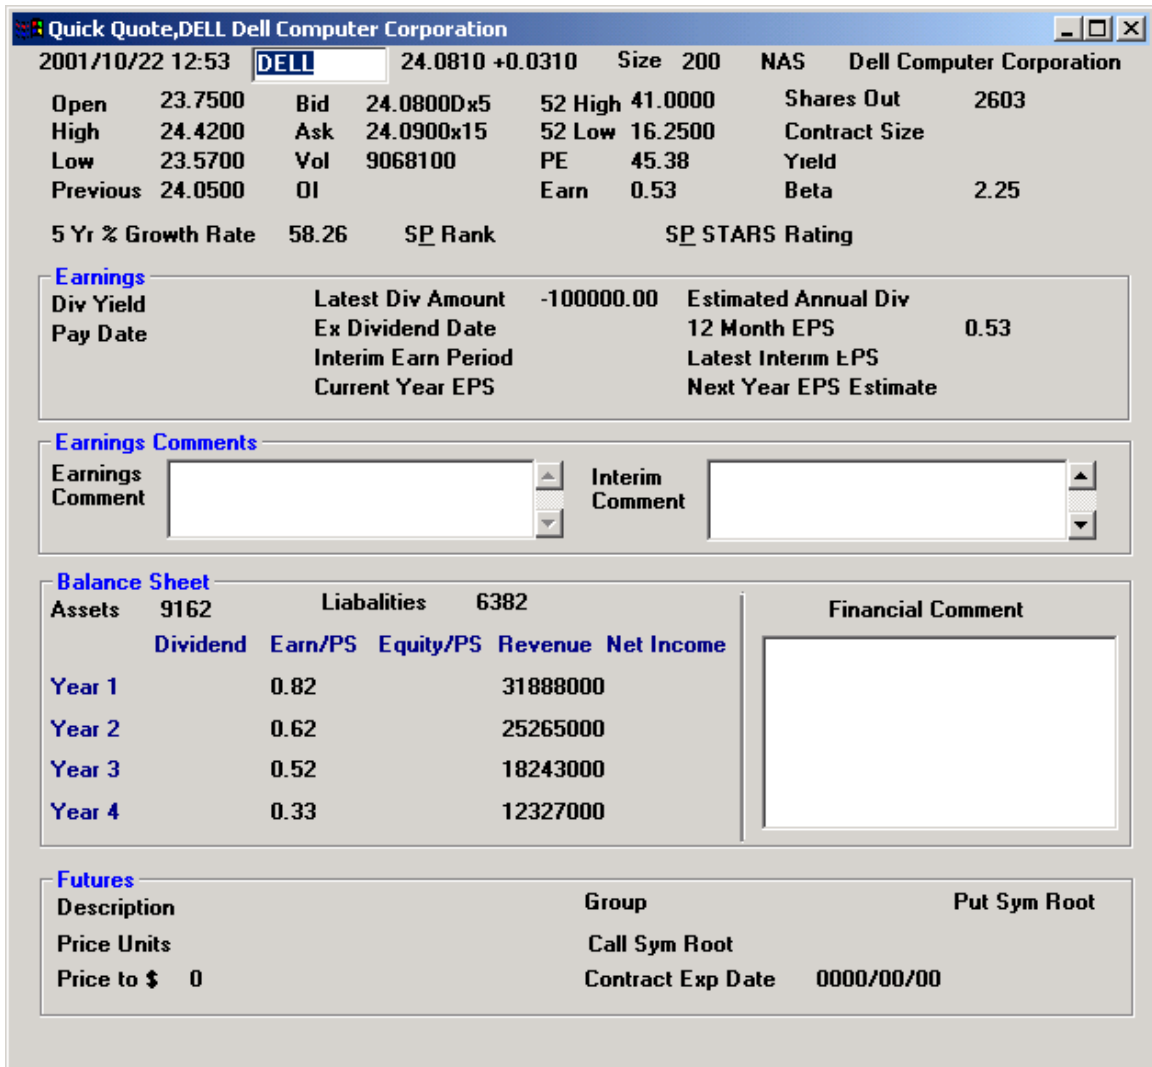 Quick Quote,DELL Dell Computer Corporation
2001/10/22 12:53 DELL 24.0810 +0.0310 Size 200 NAS Dell Computer Corporation
Open 23.7500 Bid 24.0800Dx5 52 High 41.0000 Shares Out 2603
High 24.4200 Ask 24.0900x15 52 Low 16.2500 Contract Size
Low 23.5700 Vol 9068100 PE 45.38 Yield
Previous 24.0500 OI Earn 0.53 Beta 2.25
5 Yr % Growth Rate 58.26 SP Rank SP STARS Rating
Earnings
Div Yield Latest Div Amount -100000.00 Estimated Annual Div
Pay Date Ex Dividend Date 12 Month EPS 0.53
Interim Earn Period Latest Interim EPS
Current Year EPS Next Year EPS Estimate
Earnings Comments
Earnings Comment Interim Comment
Balance Sheet
Assets 9162 Liabalities 6382 Financial Comment
Dividend Earn/PS Equity/PS Revenue Net Income
Year 1 0.82 31888000
Year 2 0.62 25265000
Year 3 0.52 18243000
Year 4 0.33 12327000
Futures
Description Group Put Sym Root
Price Units Call Sym Root
Price to $ 0 Contract Exp Date 0000/00/00